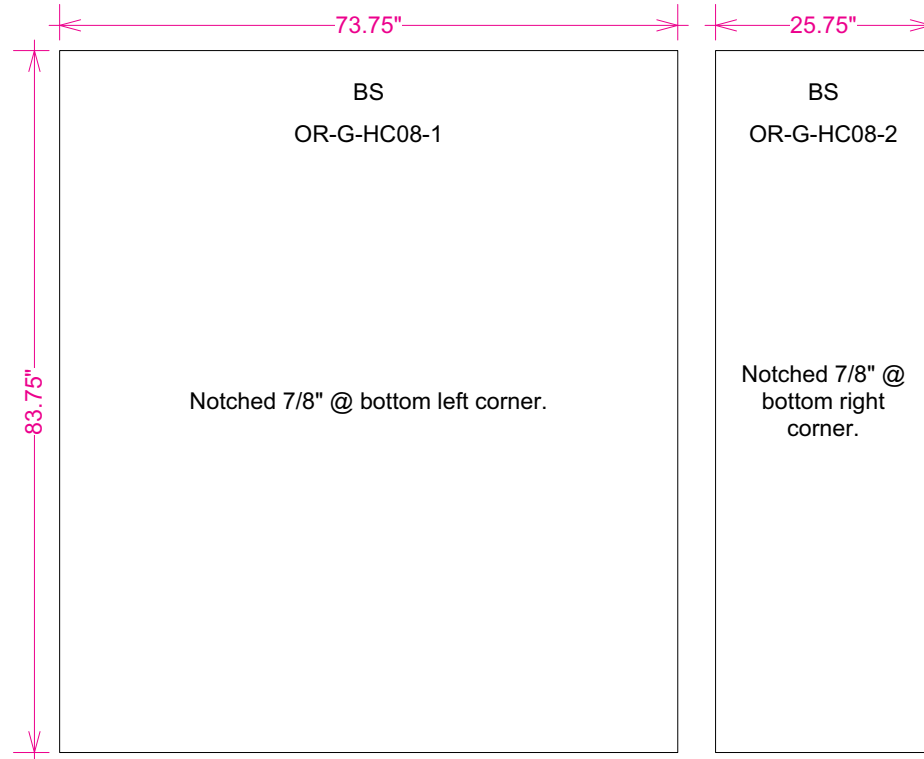 73.75"
25.75"
BS
OR-G-HC08-1
BS
OR-G-HC08-2
83.75"
Notched 7/8" @ bottom left corner.
Notched 7/8" @
bottom right
corner.